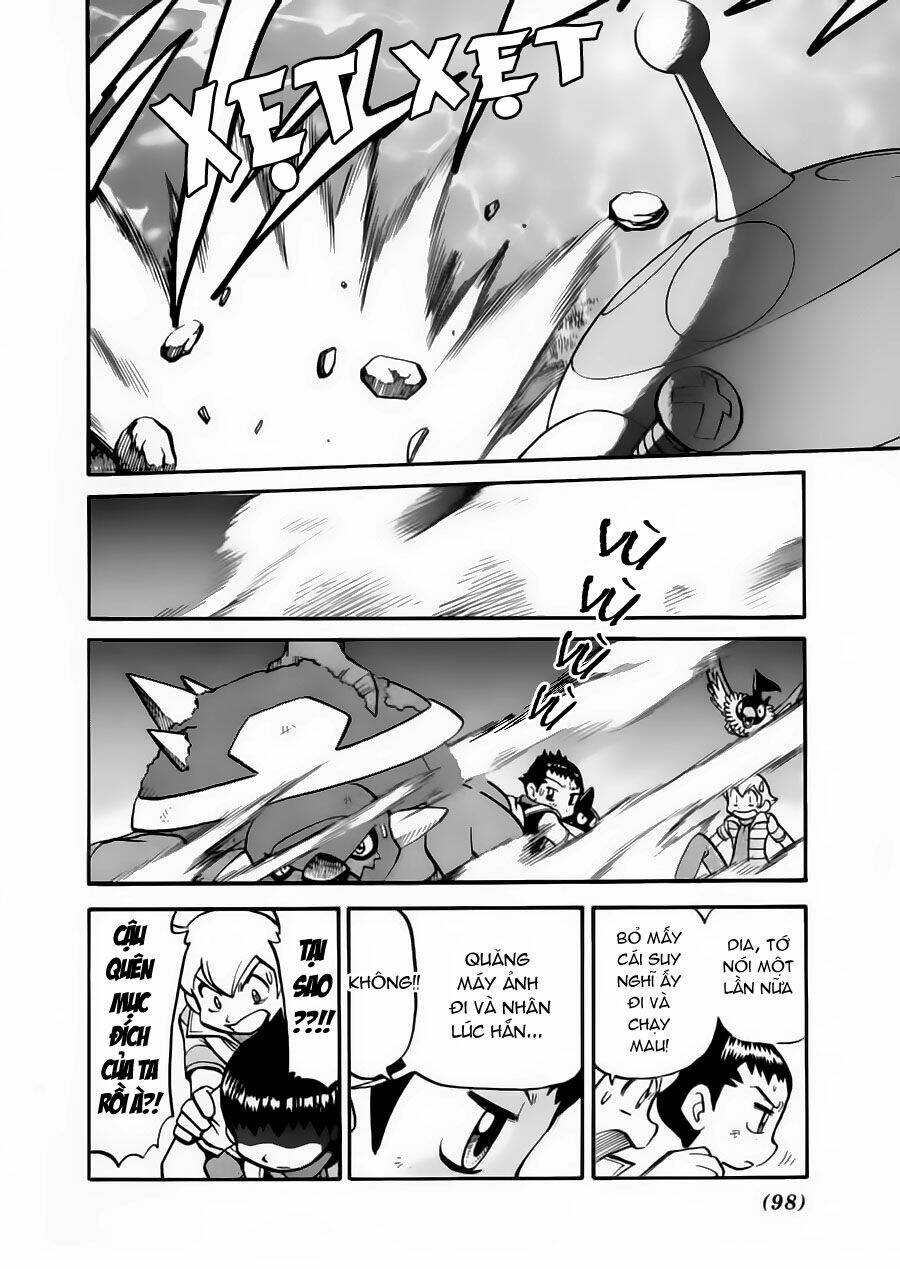 XẸT XẸT
VÙ
VÙ
VÙ
VÙ
DIA, TỚ
NÓI MỘT
LẦN NỮA
BỎ MẤY
CÁI SUY
NGHĨ ẤY
ĐI VÀ
CHẠY
MAU!
QUĂNG
MÁY ẢNH
ĐI VÀ NHÂN
LÚC HẮN...
KHÔNG!!
TẠI
SAO
??!!
CẬU
QUÊN
MỤC
ĐÍCH
CỦA TA
RỒI À?!
(98)